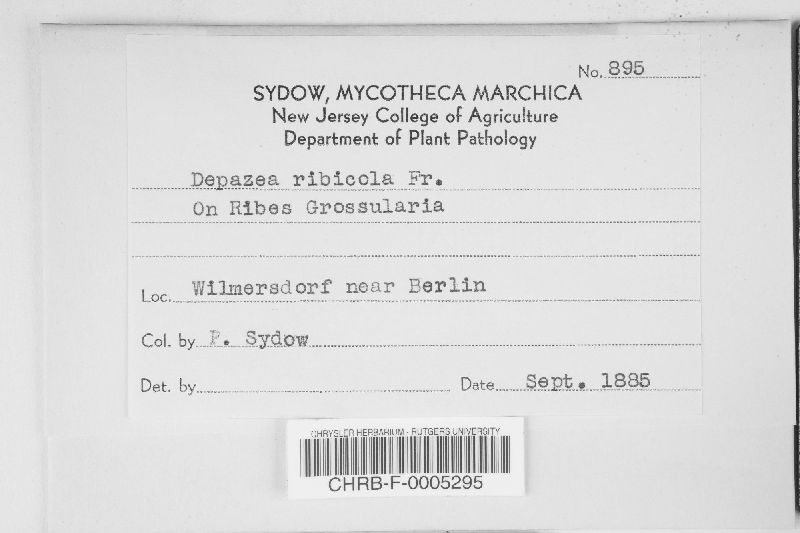 No. 895
SYDOW, MYCOTHECA MARCHICA
New Jersey College of Agriculture
Department of Plant Pathology
Depazea ribicola Fr.
On Ribes Grossularia
Loc. Wilmersdorf near Berlin
Col. by P. Sydow
Det. by Date Sept. 1885
CHRYSLER HERBARIUM - RUTGERS UNIVERSITY
CHRB-F-0005295